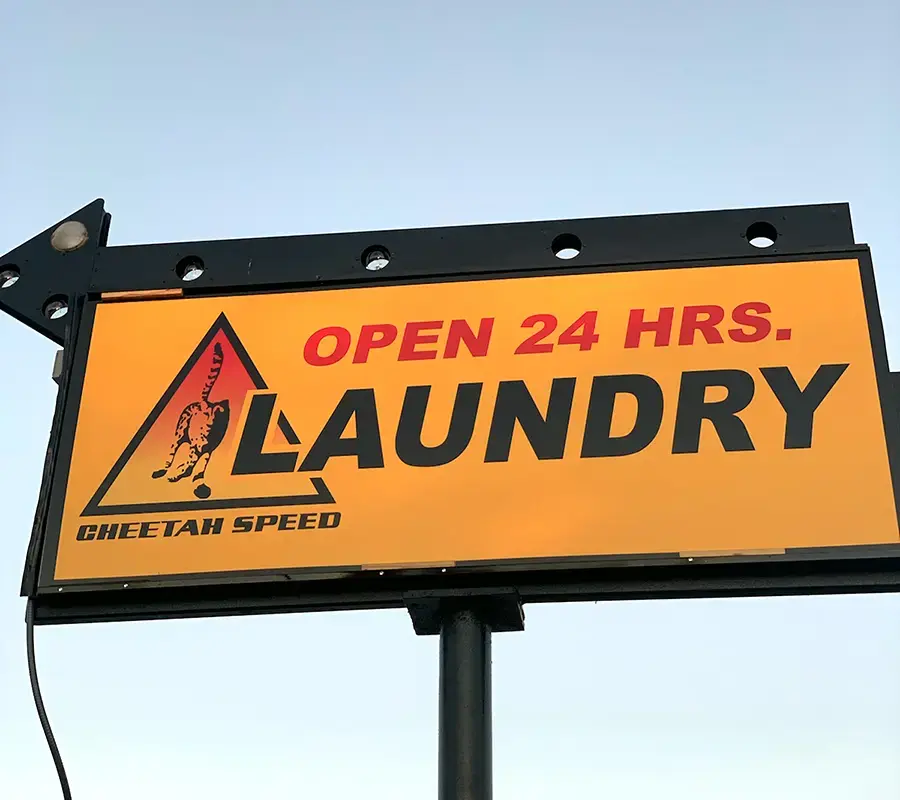 OPEN 24 HRS.
LAUNDRY
CHEETAH SPEED